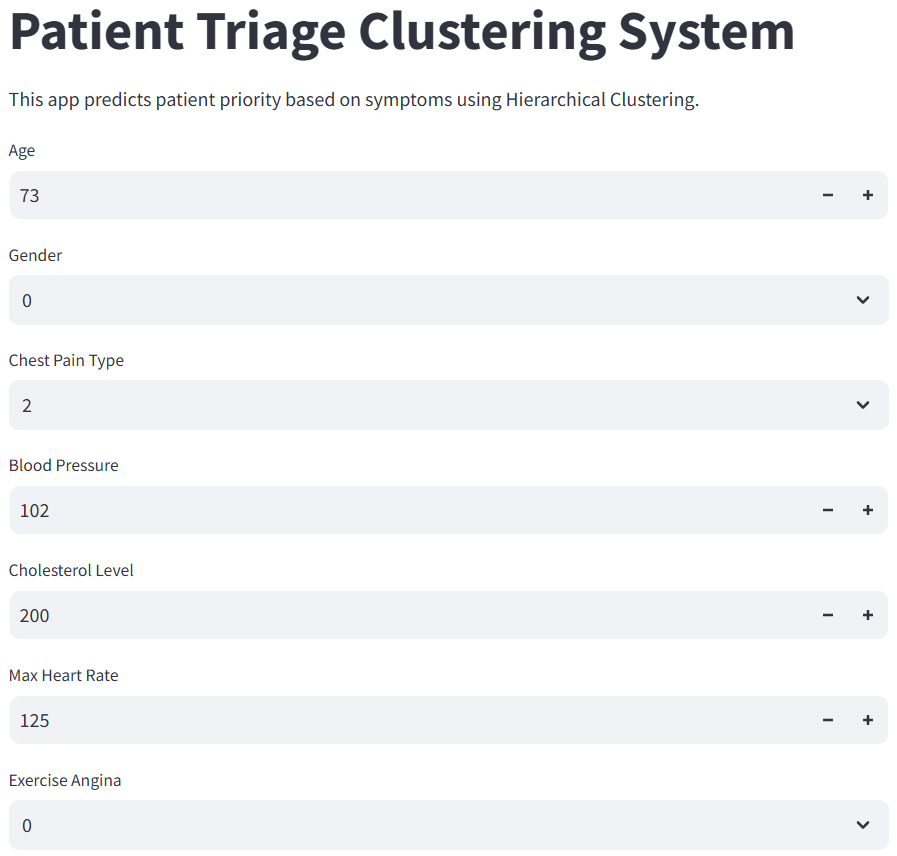 Patient Triage Clustering System
This app predicts patient priority based on symptoms using Hierarchical Clustering.
Age
73
Gender
0
Chest Pain Type
2
Blood Pressure
102
Cholesterol Level
200
Max Heart Rate
125
Exercise Angina
0